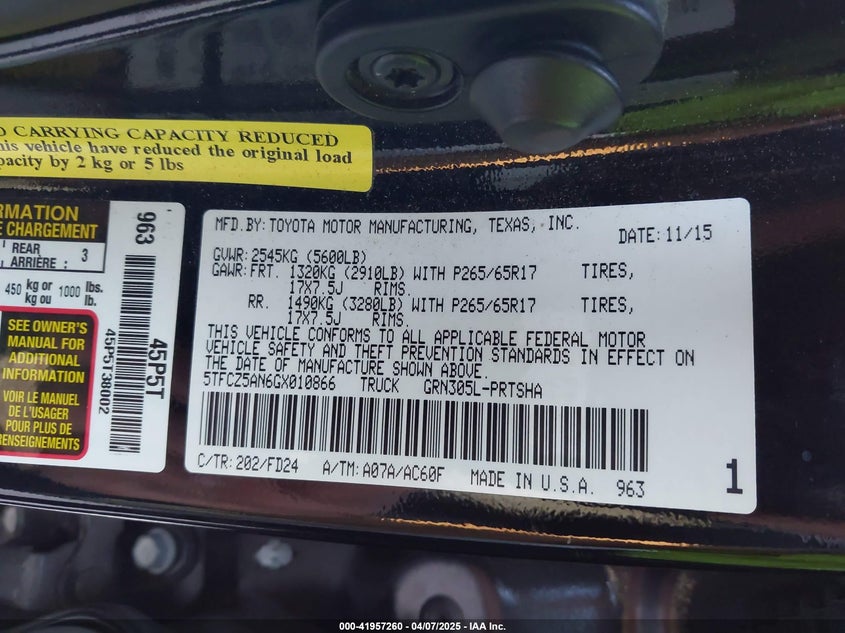 D CARRYING CAPACITY REDUCED
this vehicle have reduced the original load
capacity by 2 kg or 5 lbs
RMATION
E CHARGEMENT
REAR
ARRIÈRE : 3
450 kg or 1000 lbs.
kg ou lb.
SEE OWNER'S
MANUAL FOR
ADDITIONAL
INFORMATION
VOIR LE MANUEL
DE L'USAGER
POUR PLUS DE
RENSEIGNEMENTS
963
45P5T
45P5T38002
MFD.BY:TOYOTA MOTOR MANUFACTURING, TEXAS, INC.
DATE:11/15
GVWR:2545KG (5600LB)
GAWR:FRT. 1320KG (2910LB) WITH P265/65R17 TIRES,
17X7.5J RIMS.
RR. 1490KG (3280LB) WITH P265/65R17 TIRES,
17X7.5J RIMS.
THIS VEHICLE CONFORMS TO ALL APPLICABLE FEDERAL MOTOR
VEHICLE SAFETY AND THEFT PREVENTION STANDARDS IN EFFECT ON
THE DATE OF MANUFACTURE SHOWN ABOVE.
5TFCZ5AN6GX010866 TRUCK GRN305L-PRTSHA
C/TR:202/FD24 A/TM:A07A/AC60F MADE IN U.S.A. 963
1
000-41957260 - 04/07/2025 - IAA Inc.